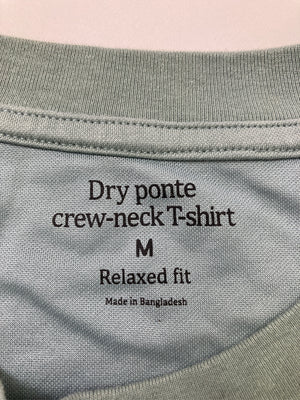 Dry ponte
crew-neck T-shirt
M
Relaxed fit
Made in Bangladesh